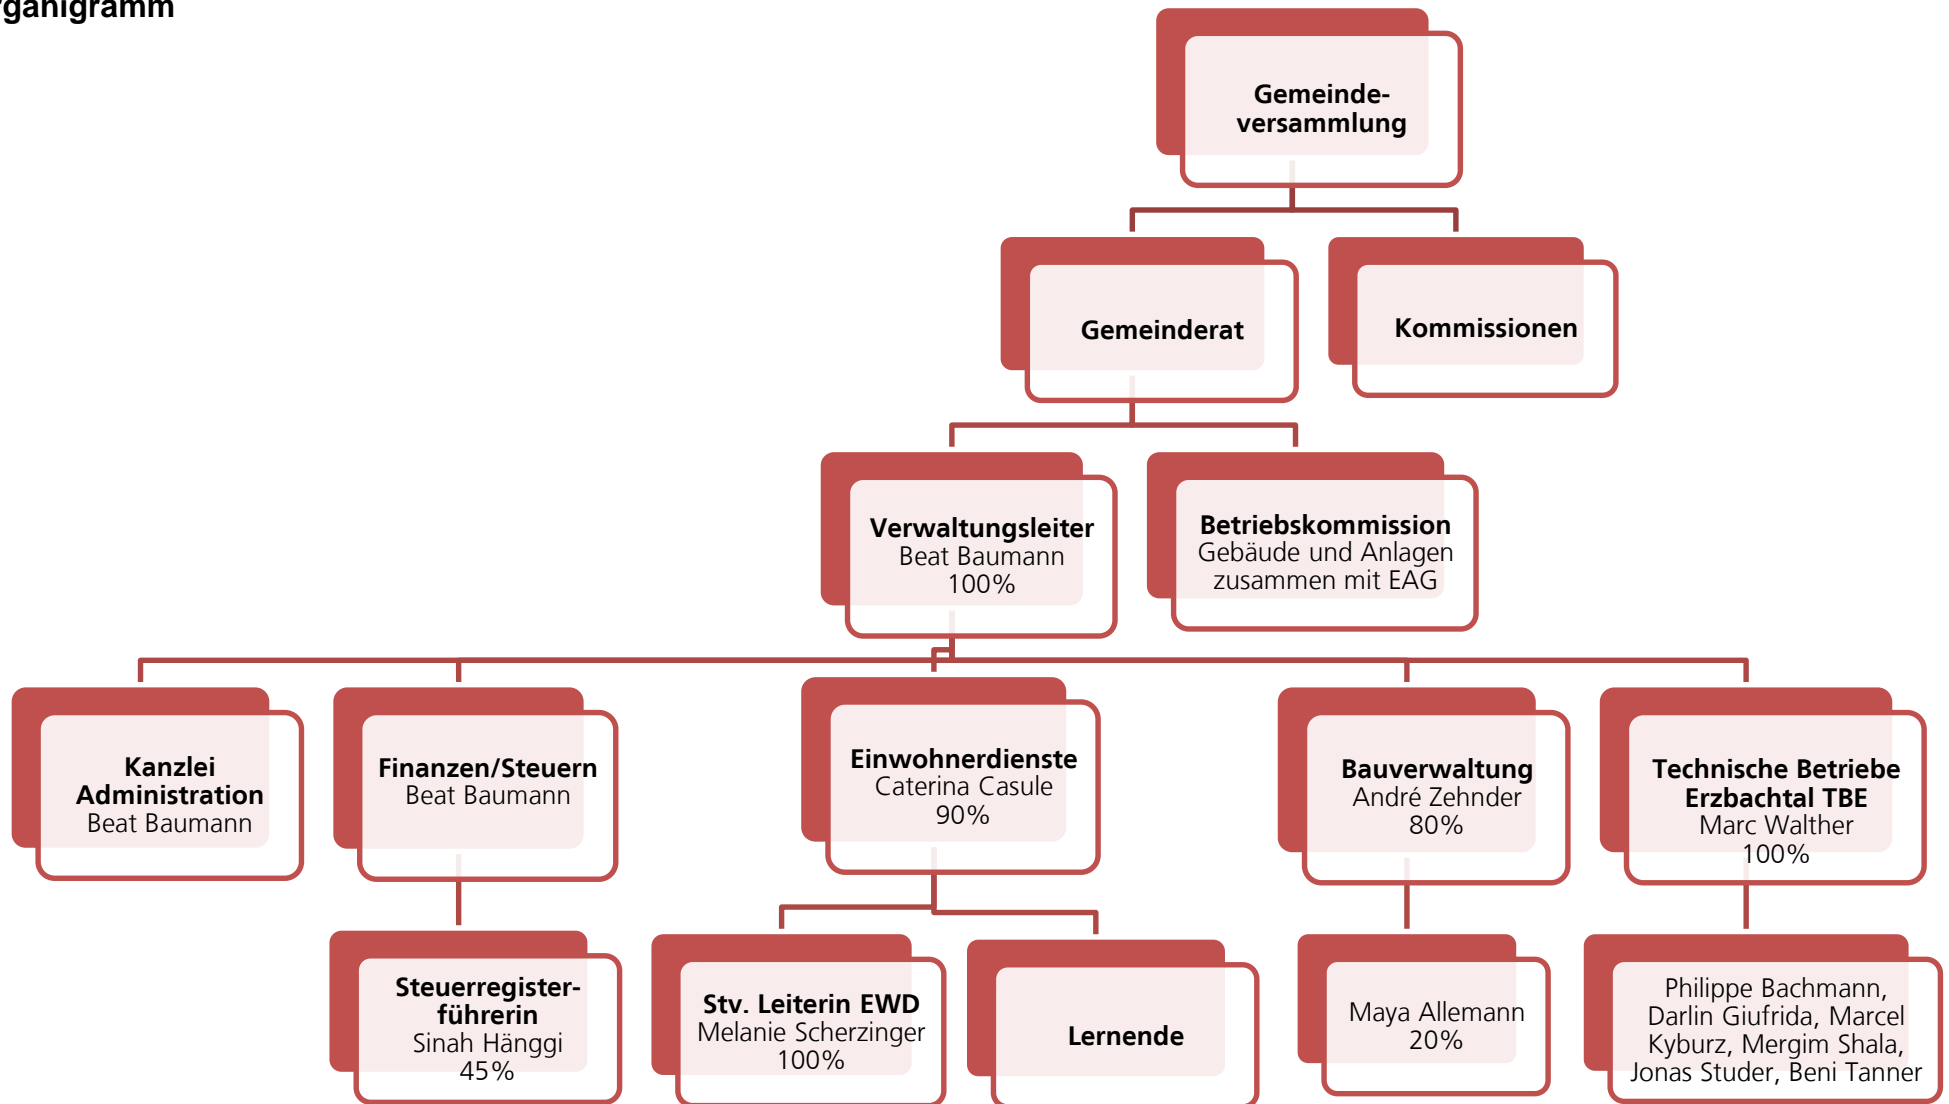 rganigramm
Gemeinde-
versammlung
Gemeinderat
Kommissionen
Verwaltungsleiter
Beat Baumann
100%
Betriebskommission
Gebäude und Anlagen
zusammen mit EAG
Kanzlei
Administration
Beat Baumann
Finanzen/Steuern
Beat Baumann
Einwohnerdienste
Caterina Casule
90%
Bauverwaltung
André Zehnder
80%
Technische Betriebe
Erzbachtal TBE
Marc Walther
100%
Steuerregister-
führerin
Sinah Hänggi
45%
Stv. Leiterin EWD
Melanie Scherzinger
100%
Lernende
Maya Allemann
20%
Philippe Bachmann,
Darlin Giufrida, Marcel
Kyburz, Mergim Shala,
Jonas Studer, Beni Tanner